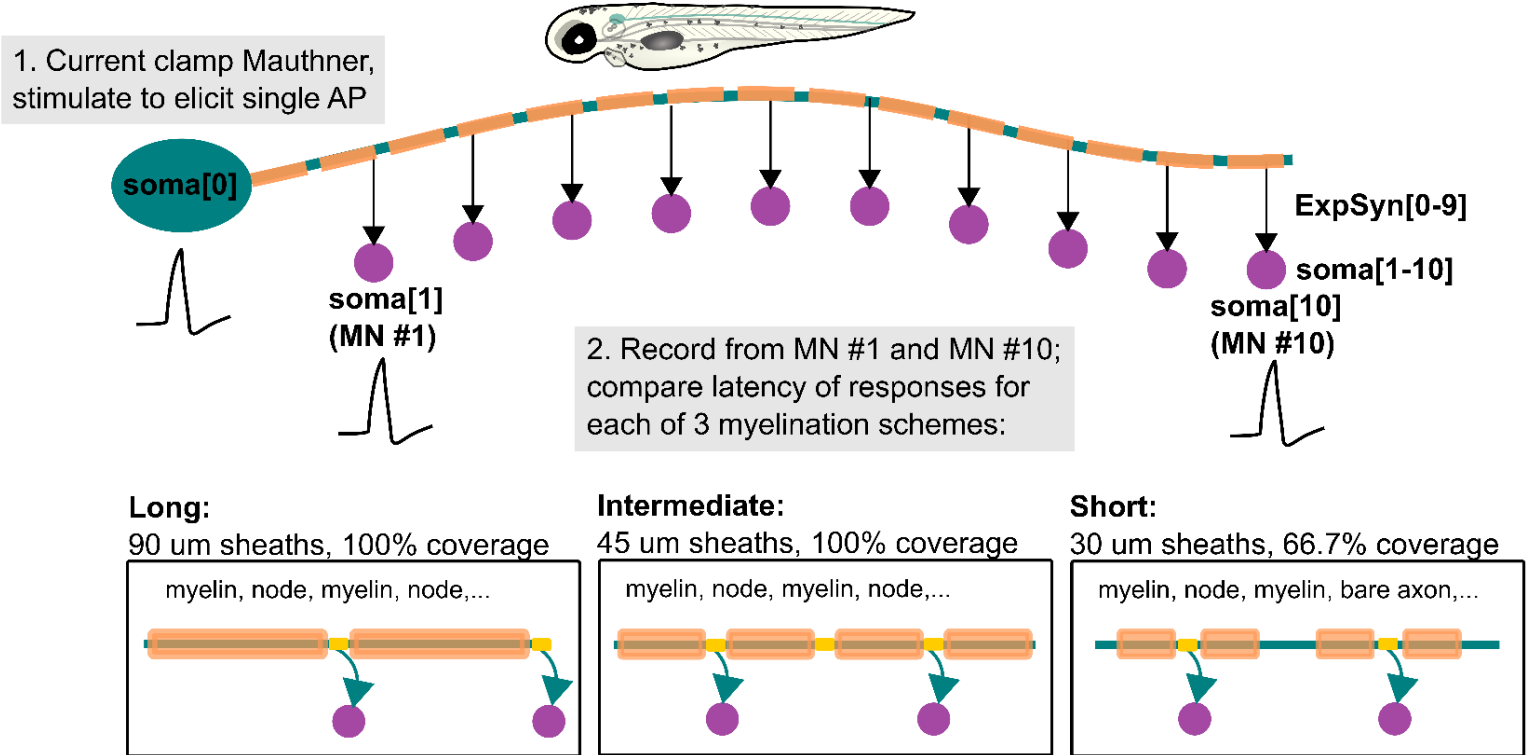 1. Current clamp Mauthner,
stimulate to elicit single AP
soma[0]
ExpSyn[0-9]
soma[1-10]
soma[1]
(MN #1)
soma[10]
(MN #10)
2. Record from MN #1 and MN #10;
compare latency of responses for
each of 3 myelination schemes:
Long:
90 um sheaths, 100% coverage
myelin, node, myelin, node,...
Intermediate:
45 um sheaths, 100% coverage
myelin, node, myelin, node,...
Short:
30 um sheaths, 66.7% coverage
myelin, node, myelin, bare axon,...